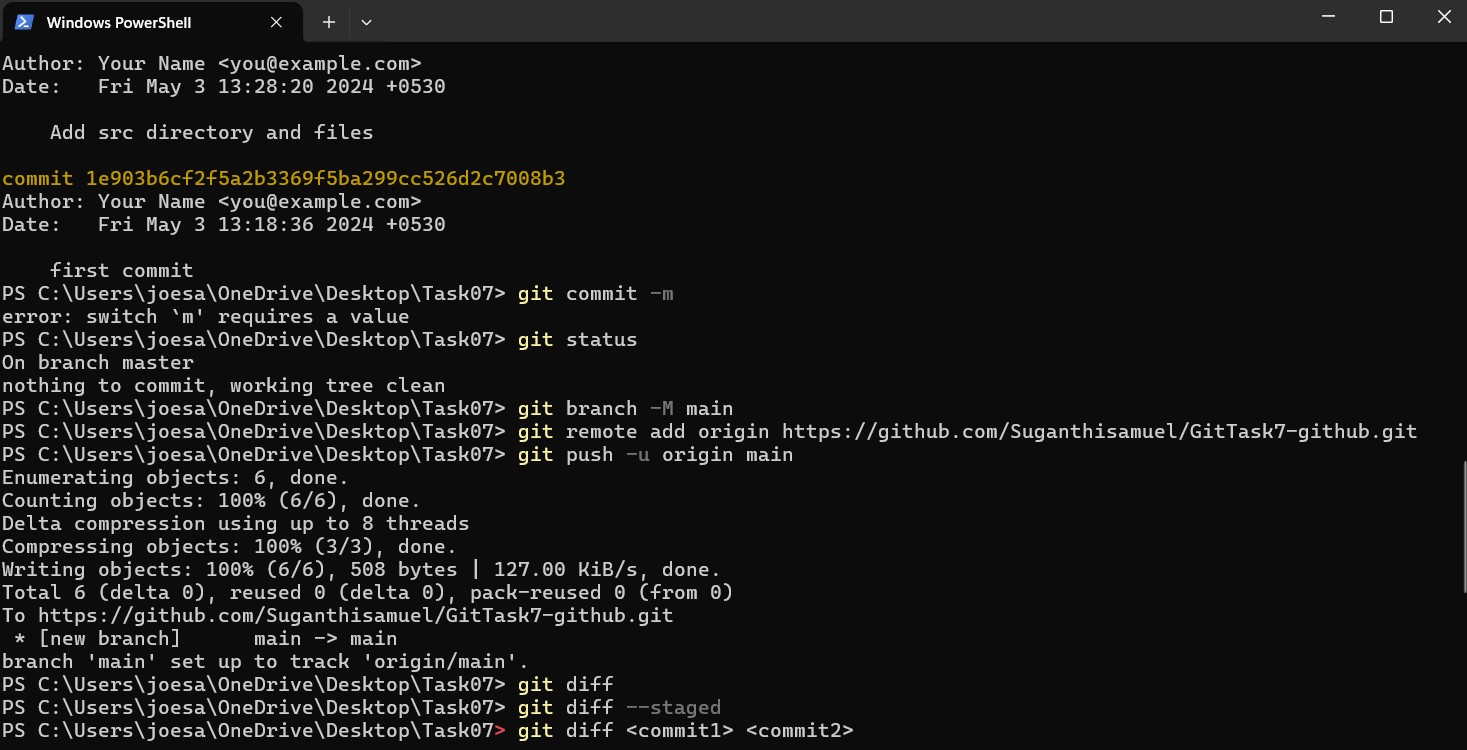 Windows PowerShell
Author: Your Name <you@example.com>
Date:   Fri May 3 13:28:20 2024 +0530
    Add src directory and files
commit 1e903b6cf2f5a2b3369f5ba299cc526d2c7008b3
Author: Your Name <you@example.com>
Date:   Fri May 3 13:18:36 2024 +0530
    first commit
PS C:\Users\joesa\OneDrive\Desktop\Task07> git commit -m
error: switch `m' requires a value
PS C:\Users\joesa\OneDrive\Desktop\Task07> git status
On branch master
nothing to commit, working tree clean
PS C:\Users\joesa\OneDrive\Desktop\Task07> git branch -M main
PS C:\Users\joesa\OneDrive\Desktop\Task07> git remote add origin https://github.com/Suganthisamuel/GitTask7-github.git
PS C:\Users\joesa\OneDrive\Desktop\Task07> git push -u origin main
Enumerating objects: 6, done.
Counting objects: 100% (6/6), done.
Delta compression using up to 8 threads
Compressing objects: 100% (3/3), done.
Writing objects: 100% (6/6), 508 bytes | 127.00 KiB/s, done.
Total 6 (delta 0), reused 0 (delta 0), pack-reused 0 (from 0)
To https://github.com/Suganthisamuel/GitTask7-github.git
 * [new branch]      main -> main
branch 'main' set up to track 'origin/main'.
PS C:\Users\joesa\OneDrive\Desktop\Task07> git diff
PS C:\Users\joesa\OneDrive\Desktop\Task07> git diff --staged
PS C:\Users\joesa\OneDrive\Desktop\Task07> git diff <commit1> <commit2>